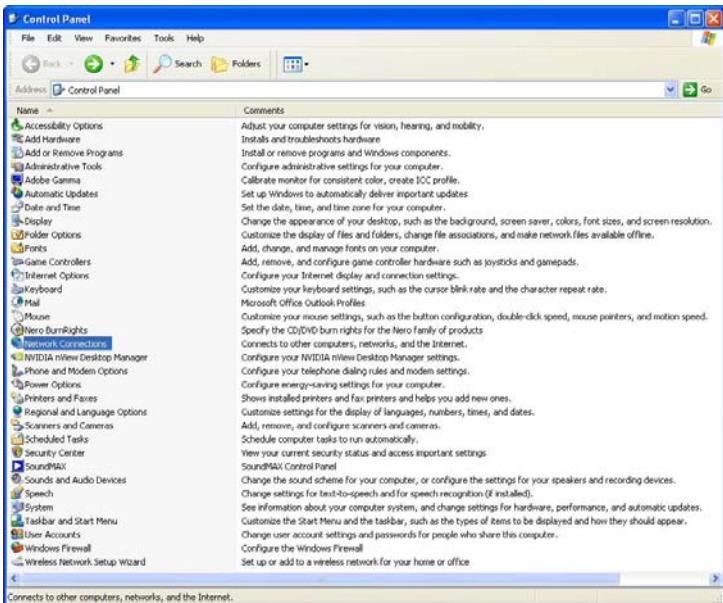 Control Panel
File Edit View Favorites Tools Help
Back Search Folders
Address Control Panel Go
Name Comments
Accessibility Options Adjust your computer settings for vision, hearing, and mobility.
Add Hardware Installs and troubleshoots hardware
Add or Remove Programs Install or remove programs and Windows components.
Administrative Tools Configure administrative settings for your computer.
Adobe Gamma Calibrate monitor for consistent color, create ICC profile.
Automatic Updates Set up Windows to automatically deliver important updates
Date and Time Set the date, time, and time zone for your computer.
Display Change the appearance of your desktop, such as the background, screen saver, colors, font sizes, and screen resolution.
Folder Options Customize the display of files and folders, change file associations, and make network files available offline.
Fonts Add, change, and manage fonts on your computer.
Game Controllers Add, remove, and configure game controller hardware such as joysticks and gamepads.
Internet Options Configure your Internet display and connection settings.
Keyboard Customize your keyboard settings, such as the cursor blink rate and the character repeat rate.
Mail Microsoft Office Outlook Profiles
Mouse Customize your mouse settings, such as the button configuration, double-click speed, mouse pointers, and motion speed.
Nero BurnRights Specify the CD/DVD burn rights for the Nero family of products
Network Connections Connects to other computers, networks, and the Internet.
NVIDIA nView Desktop Manager Configure your NVIDIA nView Desktop Manager settings.
Phone and Modem Options Configure your telephone dialing rules and modem settings.
Power Options Configure energy-saving settings for your computer.
Printers and Faxes Shows installed printers and fax printers and helps you add new ones.
Regional and Language Options Customize settings for the display of languages, numbers, times, and dates.
Scanners and Cameras Add, remove, and configure scanners and cameras.
Scheduled Tasks Schedule computer tasks to run automatically.
Security Center View your current security status and access important settings
SoundMAX SoundMAX Control Panel
Sounds and Audio Devices Change the sound scheme for your computer, or configure the settings for your speakers and recording devices.
Speech Change settings for text-to-speech and for speech recognition (if installed).
System See information about your computer system, and change settings for hardware, performance, and automatic updates.
Taskbar and Start Menu Customize the Start Menu and the taskbar, such as the types of items to be displayed and how they should appear.
User Accounts Change user account settings and passwords for people who share this computer.
Windows Firewall Configure the Windows Firewall
Wireless Network Setup Wizard Set up or add to a wireless network for your home or office
Connects to other computers, networks, and the Internet.